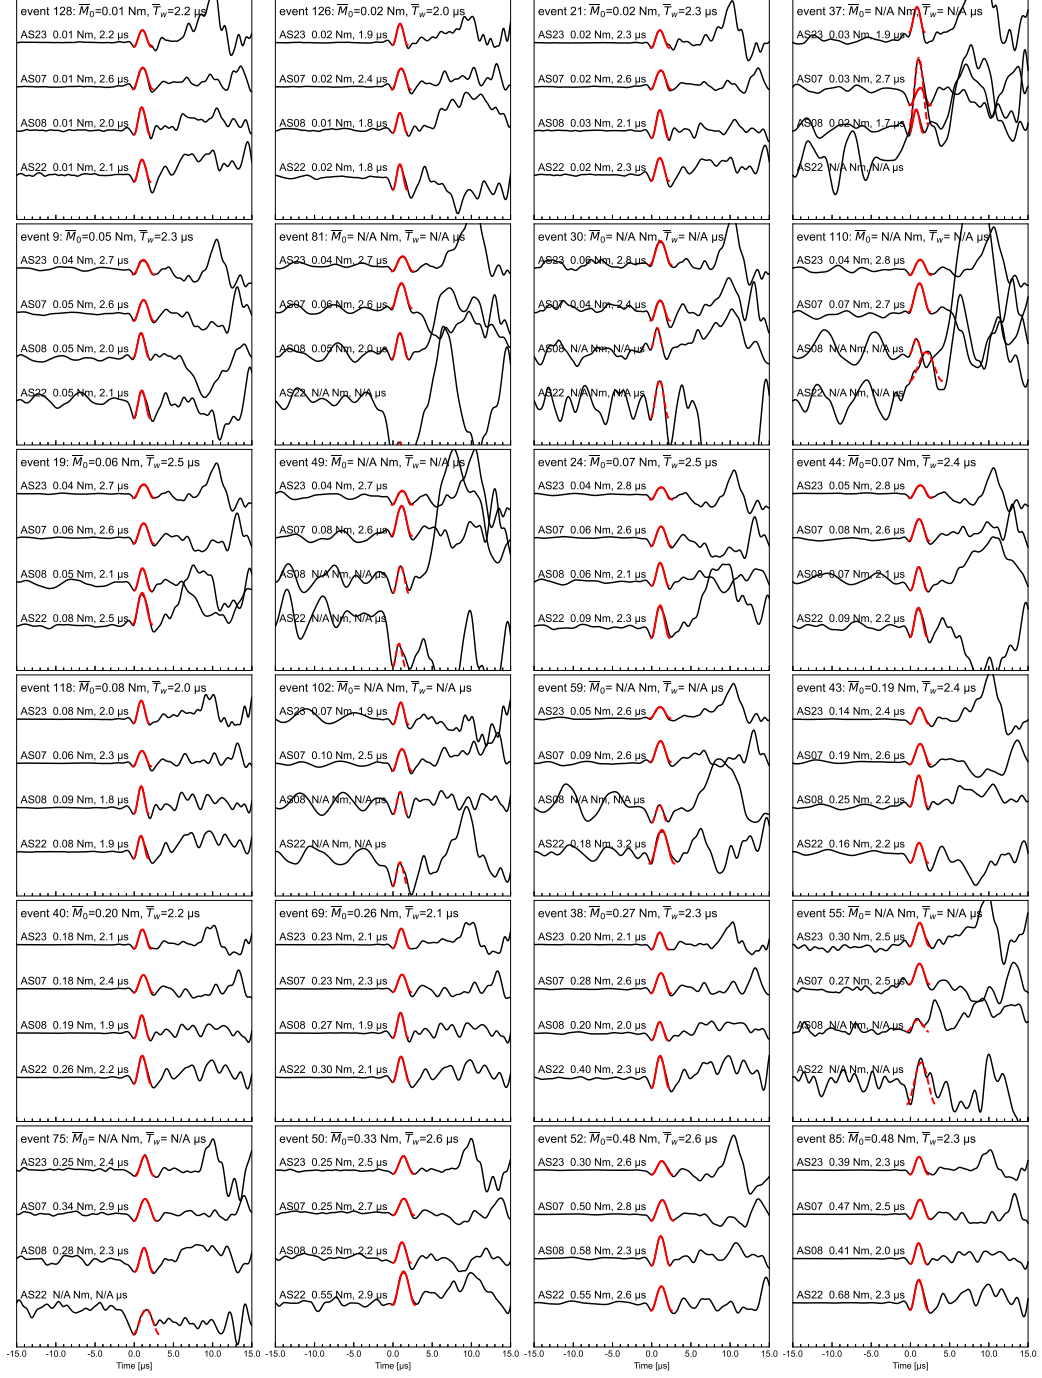 event 128: M̅₀=0.01 Nm, T̅w=2.2 µs
AS23 0.01 Nm, 2.2 µs
AS07 0.01 Nm, 2.6 µs
AS08 0.01 Nm, 2.0 µs
AS22 0.01 Nm, 2.1 µs
event 126: M̅₀=0.02 Nm, T̅w=2.0 µs
AS23 0.02 Nm, 1.9 µs
AS07 0.02 Nm, 2.4 µs
AS08 0.01 Nm, 1.8 µs
AS22 0.02 Nm, 1.8 µs
event 21: M̅₀=0.02 Nm, T̅w=2.3 µs
AS23 0.02 Nm, 2.3 µs
AS07 0.02 Nm, 2.6 µs
AS08 0.03 Nm, 2.1 µs
AS22 0.02 Nm, 2.3 µs
event 37: M̅₀= N/A Nm, T̅w= N/A µs
AS23 0.03 Nm, 1.9 µs
AS07 0.03 Nm, 2.7 µs
AS08 0.02 Nm, 1.7 µs
AS22 N/A Nm, N/A µs
event 9: M̅₀=0.05 Nm, T̅w=2.3 µs
AS23 0.04 Nm, 2.7 µs
AS07 0.05 Nm, 2.6 µs
AS08 0.05 Nm, 2.0 µs
AS22 0.05 Nm, 2.1 µs
event 81: M̅₀= N/A Nm, T̅w= N/A µs
AS23 0.04 Nm, 2.7 µs
AS07 0.06 Nm, 2.6 µs
AS08 0.05 Nm, 2.0 µs
AS22 N/A Nm, N/A µs
event 30: M̅₀= N/A Nm, T̅w= N/A µs
AS23 0.06 Nm, 2.8 µs
AS07 0.04 Nm, 2.4 µs
AS08 N/A Nm, N/A µs
AS22 N/A Nm, N/A µs
event 110: M̅₀= N/A Nm, T̅w= N/A µs
AS23 0.04 Nm, 2.8 µs
AS07 0.07 Nm, 2.7 µs
AS08 N/A Nm, N/A µs
AS22 N/A Nm, N/A µs
event 19: M̅₀=0.06 Nm, T̅w=2.5 µs
AS23 0.04 Nm, 2.7 µs
AS07 0.06 Nm, 2.6 µs
AS08 0.05 Nm, 2.1 µs
AS22 0.08 Nm, 2.5 µs
event 49: M̅₀= N/A Nm, T̅w= N/A µs
AS23 0.04 Nm, 2.7 µs
AS07 0.08 Nm, 2.6 µs
AS08 N/A Nm, N/A µs
AS22 N/A Nm, N/A µs
event 24: M̅₀=0.07 Nm, T̅w=2.5 µs
AS23 0.04 Nm, 2.8 µs
AS07 0.06 Nm, 2.6 µs
AS08 0.06 Nm, 2.1 µs
AS22 0.09 Nm, 2.3 µs
event 44: M̅₀=0.07 Nm, T̅w=2.4 µs
AS23 0.05 Nm, 2.8 µs
AS07 0.08 Nm, 2.6 µs
AS08 0.07 Nm, 2.1 µs
AS22 0.09 Nm, 2.2 µs
event 118: M̅₀=0.08 Nm, T̅w=2.0 µs
AS23 0.08 Nm, 2.0 µs
AS07 0.06 Nm, 2.3 µs
AS08 0.09 Nm, 1.8 µs
AS22 0.08 Nm, 1.9 µs
event 102: M̅₀= N/A Nm, T̅w= N/A µs
AS23 0.07 Nm, 1.9 µs
AS07 0.10 Nm, 2.5 µs
AS08 N/A Nm, N/A µs
AS22 N/A Nm, N/A µs
event 59: M̅₀= N/A Nm, T̅w= N/A µs
AS23 0.05 Nm, 2.6 µs
AS07 0.09 Nm, 2.6 µs
AS08 N/A Nm, N/A µs
AS22 0.18 Nm, 3.2 µs
event 43: M̅₀=0.19 Nm, T̅w=2.4 µs
AS23 0.14 Nm, 2.4 µs
AS07 0.19 Nm, 2.6 µs
AS08 0.25 Nm, 2.2 µs
AS22 0.16 Nm, 2.2 µs
event 40: M̅₀=0.20 Nm, T̅w=2.2 µs
AS23 0.18 Nm, 2.1 µs
AS07 0.18 Nm, 2.4 µs
AS08 0.19 Nm, 1.9 µs
AS22 0.26 Nm, 2.2 µs
event 69: M̅₀=0.26 Nm, T̅w=2.1 µs
AS23 0.23 Nm, 2.1 µs
AS07 0.23 Nm, 2.3 µs
AS08 0.27 Nm, 1.9 µs
AS22 0.30 Nm, 2.1 µs
event 38: M̅₀=0.27 Nm, T̅w=2.3 µs
AS23 0.20 Nm, 2.1 µs
AS07 0.28 Nm, 2.6 µs
AS08 0.20 Nm, 2.0 µs
AS22 0.40 Nm, 2.3 µs
event 55: M̅₀= N/A Nm, T̅w= N/A µs
AS23 0.30 Nm, 2.5 µs
AS07 0.27 Nm, 2.5 µs
AS08 N/A Nm, N/A µs
AS22 N/A Nm, N/A µs
event 75: M̅₀= N/A Nm, T̅w= N/A µs
AS23 0.25 Nm, 2.4 µs
AS07 0.34 Nm, 2.9 µs
AS08 0.28 Nm, 2.3 µs
AS22 N/A Nm, N/A µs
event 50: M̅₀=0.33 Nm, T̅w=2.6 µs
AS23 0.25 Nm, 2.5 µs
AS07 0.25 Nm, 2.7 µs
AS08 0.25 Nm, 2.2 µs
AS22 0.55 Nm, 2.9 µs
event 52: M̅₀=0.48 Nm, T̅w=2.6 µs
AS23 0.30 Nm, 2.6 µs
AS07 0.50 Nm, 2.8 µs
AS08 0.58 Nm, 2.3 µs
AS22 0.55 Nm, 2.6 µs
event 85: M̅₀=0.48 Nm, T̅w=2.3 µs
AS23 0.39 Nm, 2.3 µs
AS07 0.47 Nm, 2.5 µs
AS08 0.41 Nm, 2.0 µs
AS22 0.68 Nm, 2.3 µs
-15.0 -10.0 -5.0 0.0 5.0 10.0 15.0 -10.0 -5.0 0.0 5.0 10.0 15.0 -10.0 -5.0 0.0 5.0 10.0 15.0 -10.0 -5.0 0.0 5.0 10.0 15.0
Time [µs] Time [µs] Time [µs] Time [µs]